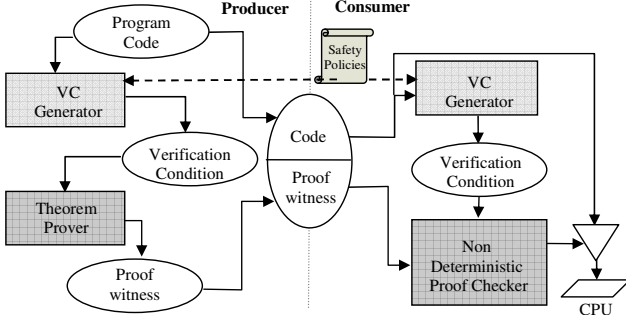 Producer
Consumer
Program
Code
Safety
Policies
VC
Generator
VC
Generator
Code
Verification
Condition
Verification
Condition
Proof
witness
Theorem
Prover
Non
Deterministic
Proof Checker
Proof
witness
CPU